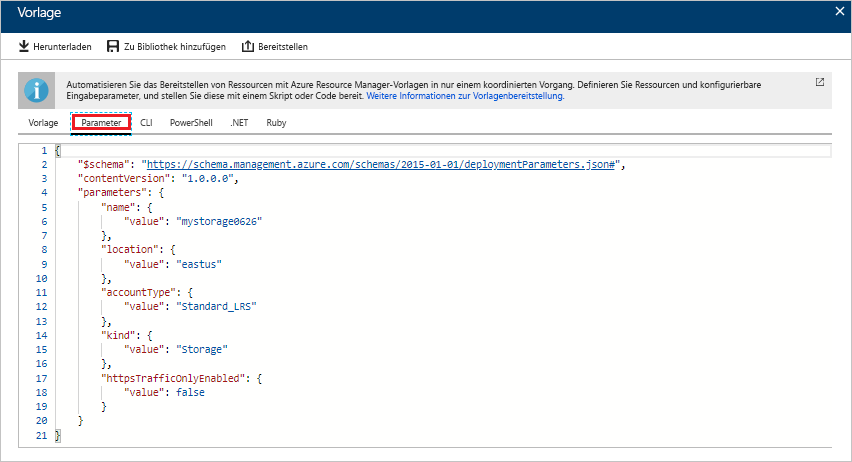 Vorlage
Herunterladen Zu Bibliothek hinzufügen Bereitstellen
Automatisieren Sie das Bereitstellen von Ressourcen mit Azure Resource Manager-Vorlagen in nur einem koordinierten Vorgang. Definieren Sie Ressourcen und konfigurierbare
Eingabeparameter, und stellen Sie diese mit einem Skript oder Code bereit. Weitere Informationen zur Vorlagenbereitstellung.
Vorlage Parameter CLI PowerShell .NET Ruby
1 {
2 "$schema": "https://schema.management.azure.com/schemas/2015-01-01/deploymentParameters.json#",
3 "contentVersion": "1.0.0.0",
4 "parameters": {
5 "name": {
6 "value": "mystorage0626"
7 },
8 "location": {
9 "value": "eastus"
10 },
11 "accountType": {
12 "value": "Standard_LRS"
13 },
14 "kind": {
15 "value": "Storage"
16 },
17 "httpsTrafficOnlyEnabled": {
18 "value": false
19 }
20 }
21 }